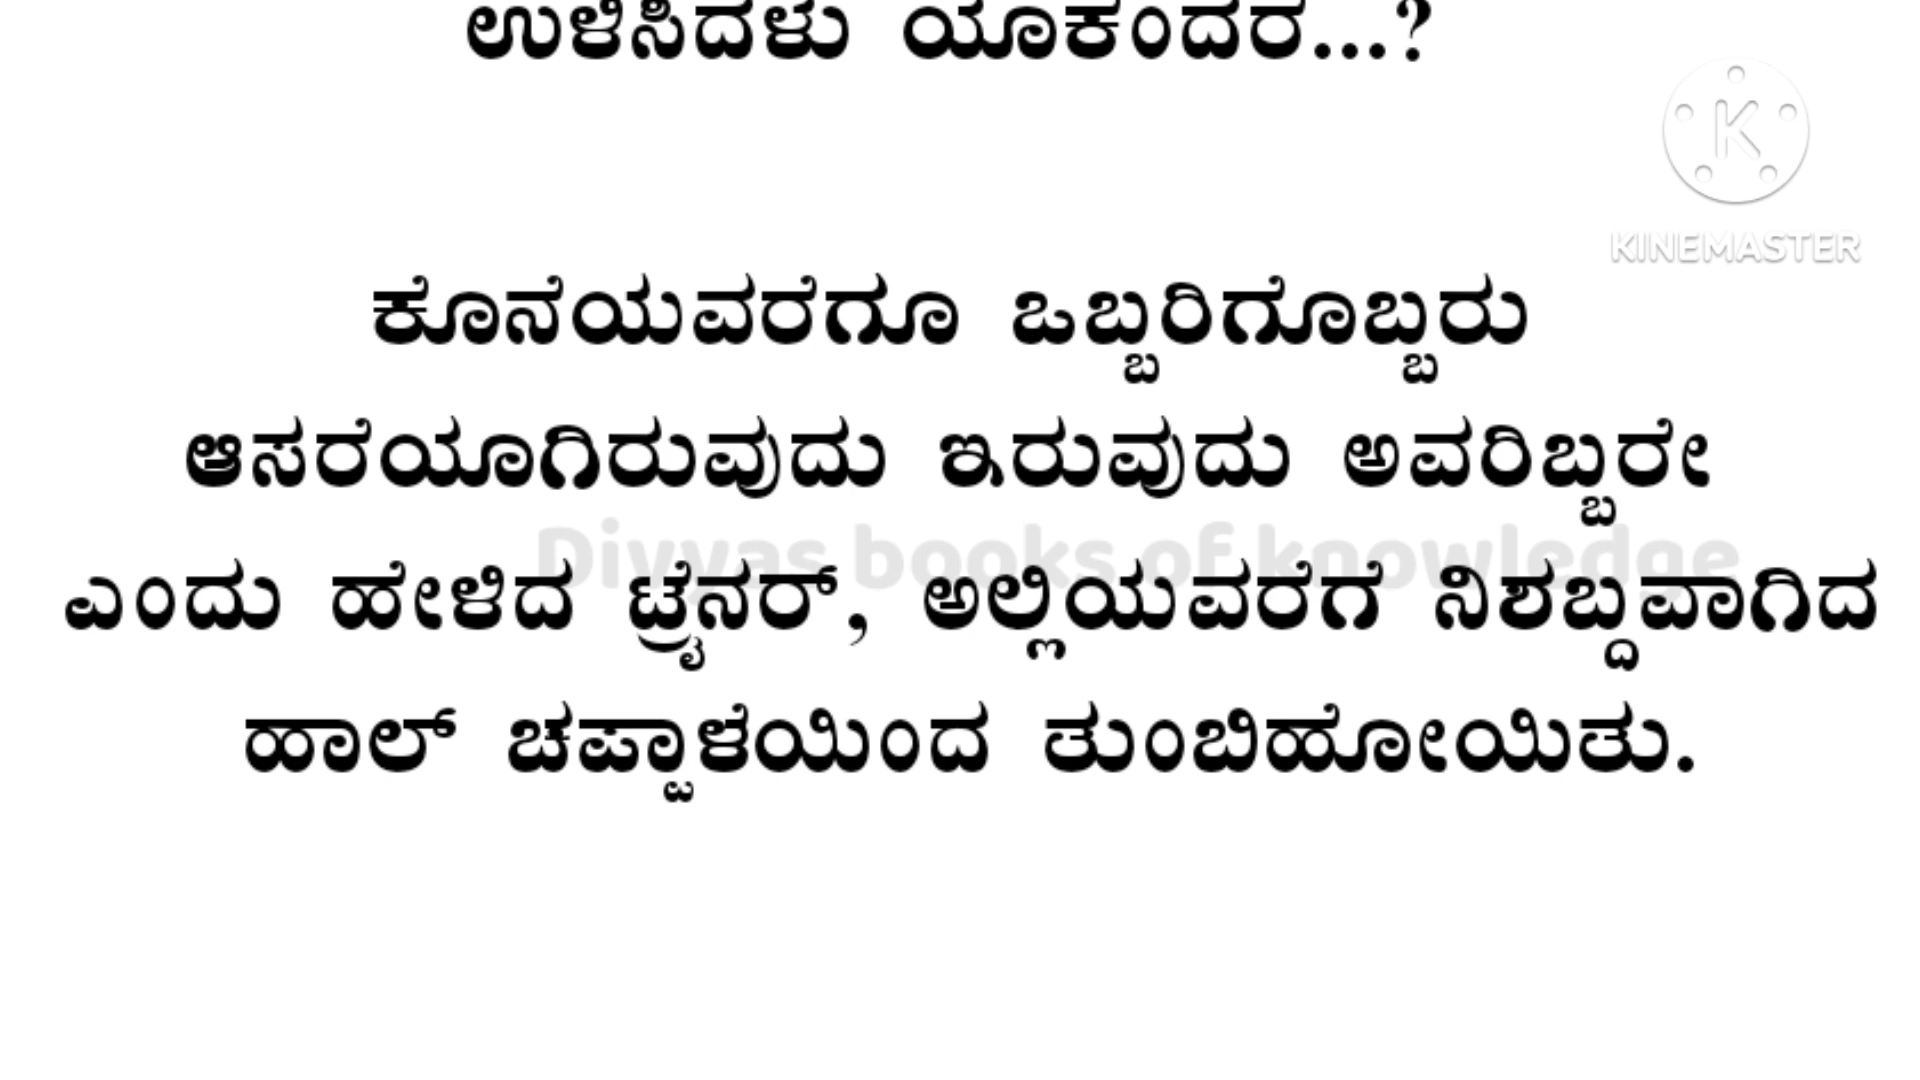 ಉಳಿಸಿದಳು ಯಾಕಂದರೆ...?
KINEMASTER
ಕೊನೆಯವರೆಗೂ ಒಬ್ಬರಿಗೊಬ್ಬರು
ಆಸರೆಯಾಗಿರುವುದು ಇರುವುದು ಅವರಿಬ್ಬರೇ
Divyas books of knowledge
ಎಂದು ಹೇಳಿದ ಟ್ರೈನರ್, ಅಲ್ಲಿಯವರೆಗೆ ನಿಶಬ್ದವಾಗಿದ
ಹಾಲ್ ಚಪ್ಪಾಳೆಯಿಂದ ತುಂಬಿಹೋಯಿತು.